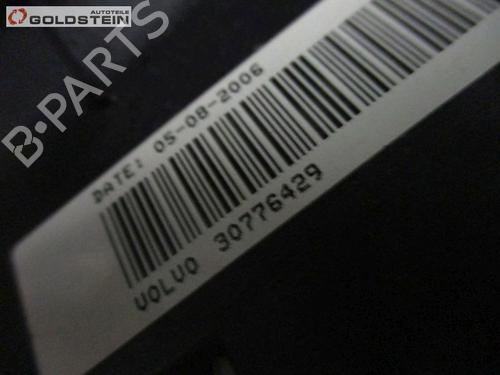 AUTOTEILE
GOLDSTEIN
B-PARTS
DATE: 05-08-2006
VOLVO 30776429